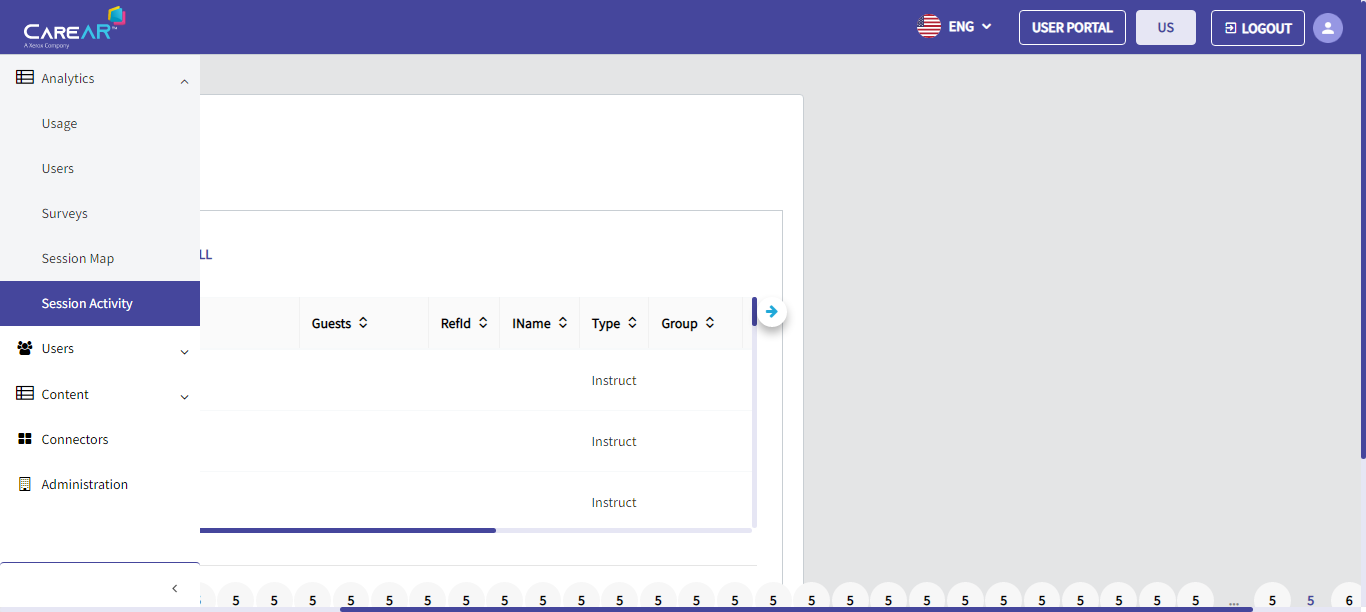 CAREAR™
A Xerox Company
ENG
USER PORTAL
US
LOGOUT
Analytics
Usage
Users
Surveys
Session Map
Session Activity
Users
Content
Connectors
Administration
LL
Guests RefId IName Type Group
Instruct
Instruct
Instruct
5 5 5 5 5 5 5 5 5 5 5 5 5 5 5 5 5 5 5 5 5 5 5 5 5 5 ... 5 5 6